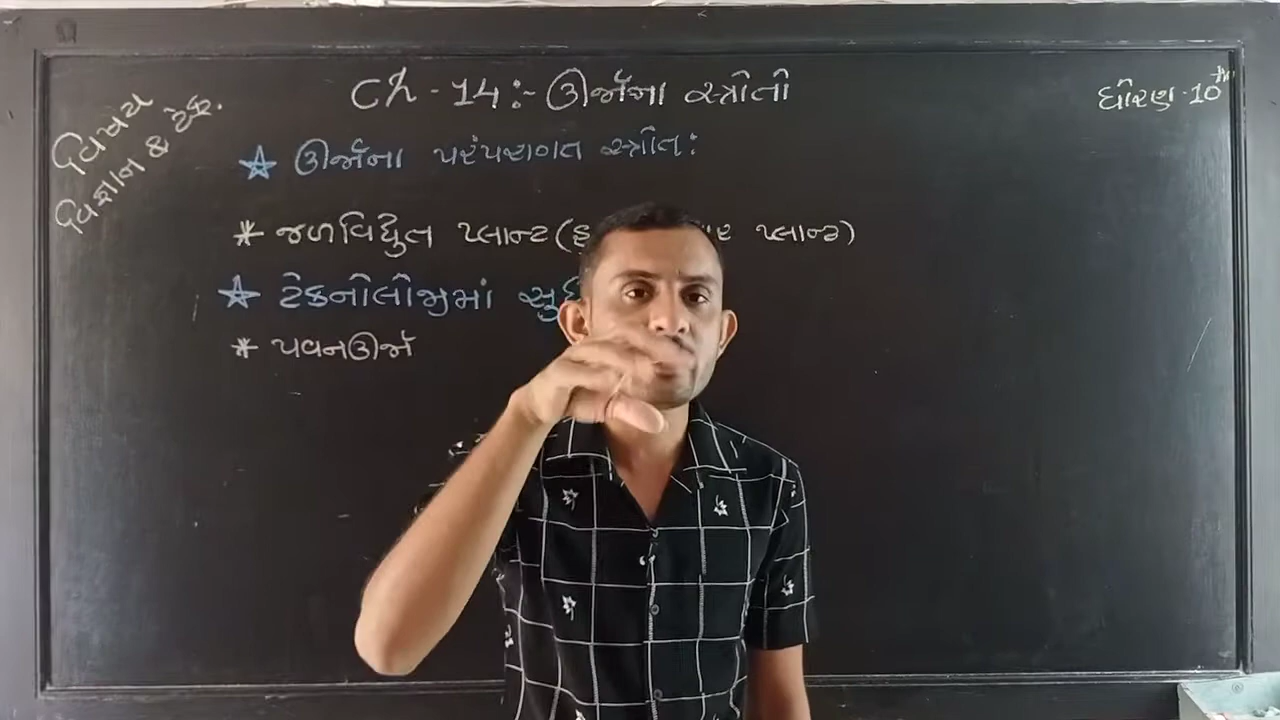 વિષય
વિજ્ઞાન & ટેક.
Ch - 14 :- ઊર્જાના સ્ત્રોતો
ધોરણ - 10th
☆ ઊર્જાના પરંપરાગત સ્ત્રોત :
* જળવિદ્યુત પ્લાન્ટ ( પ્લાન્ટ)
☆ ટેકનોલોજીમાં
* પવનઊર્જા